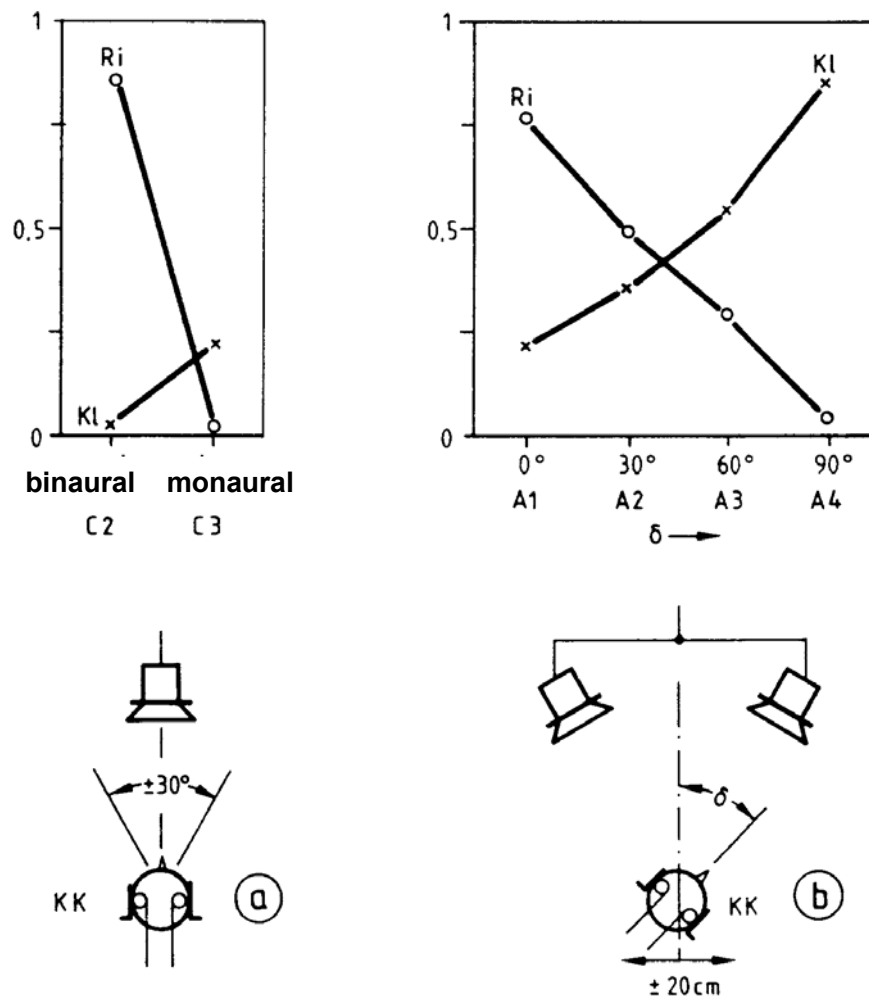 1
Ri
Kl
0.5
0
binaural monaural
C2 C3
1
Kl
Ri
0.5
0
0° 30° 60° 90°
A1 A2 A3 A4
δ
±30°
KK
a
δ
KK
b
± 20cm